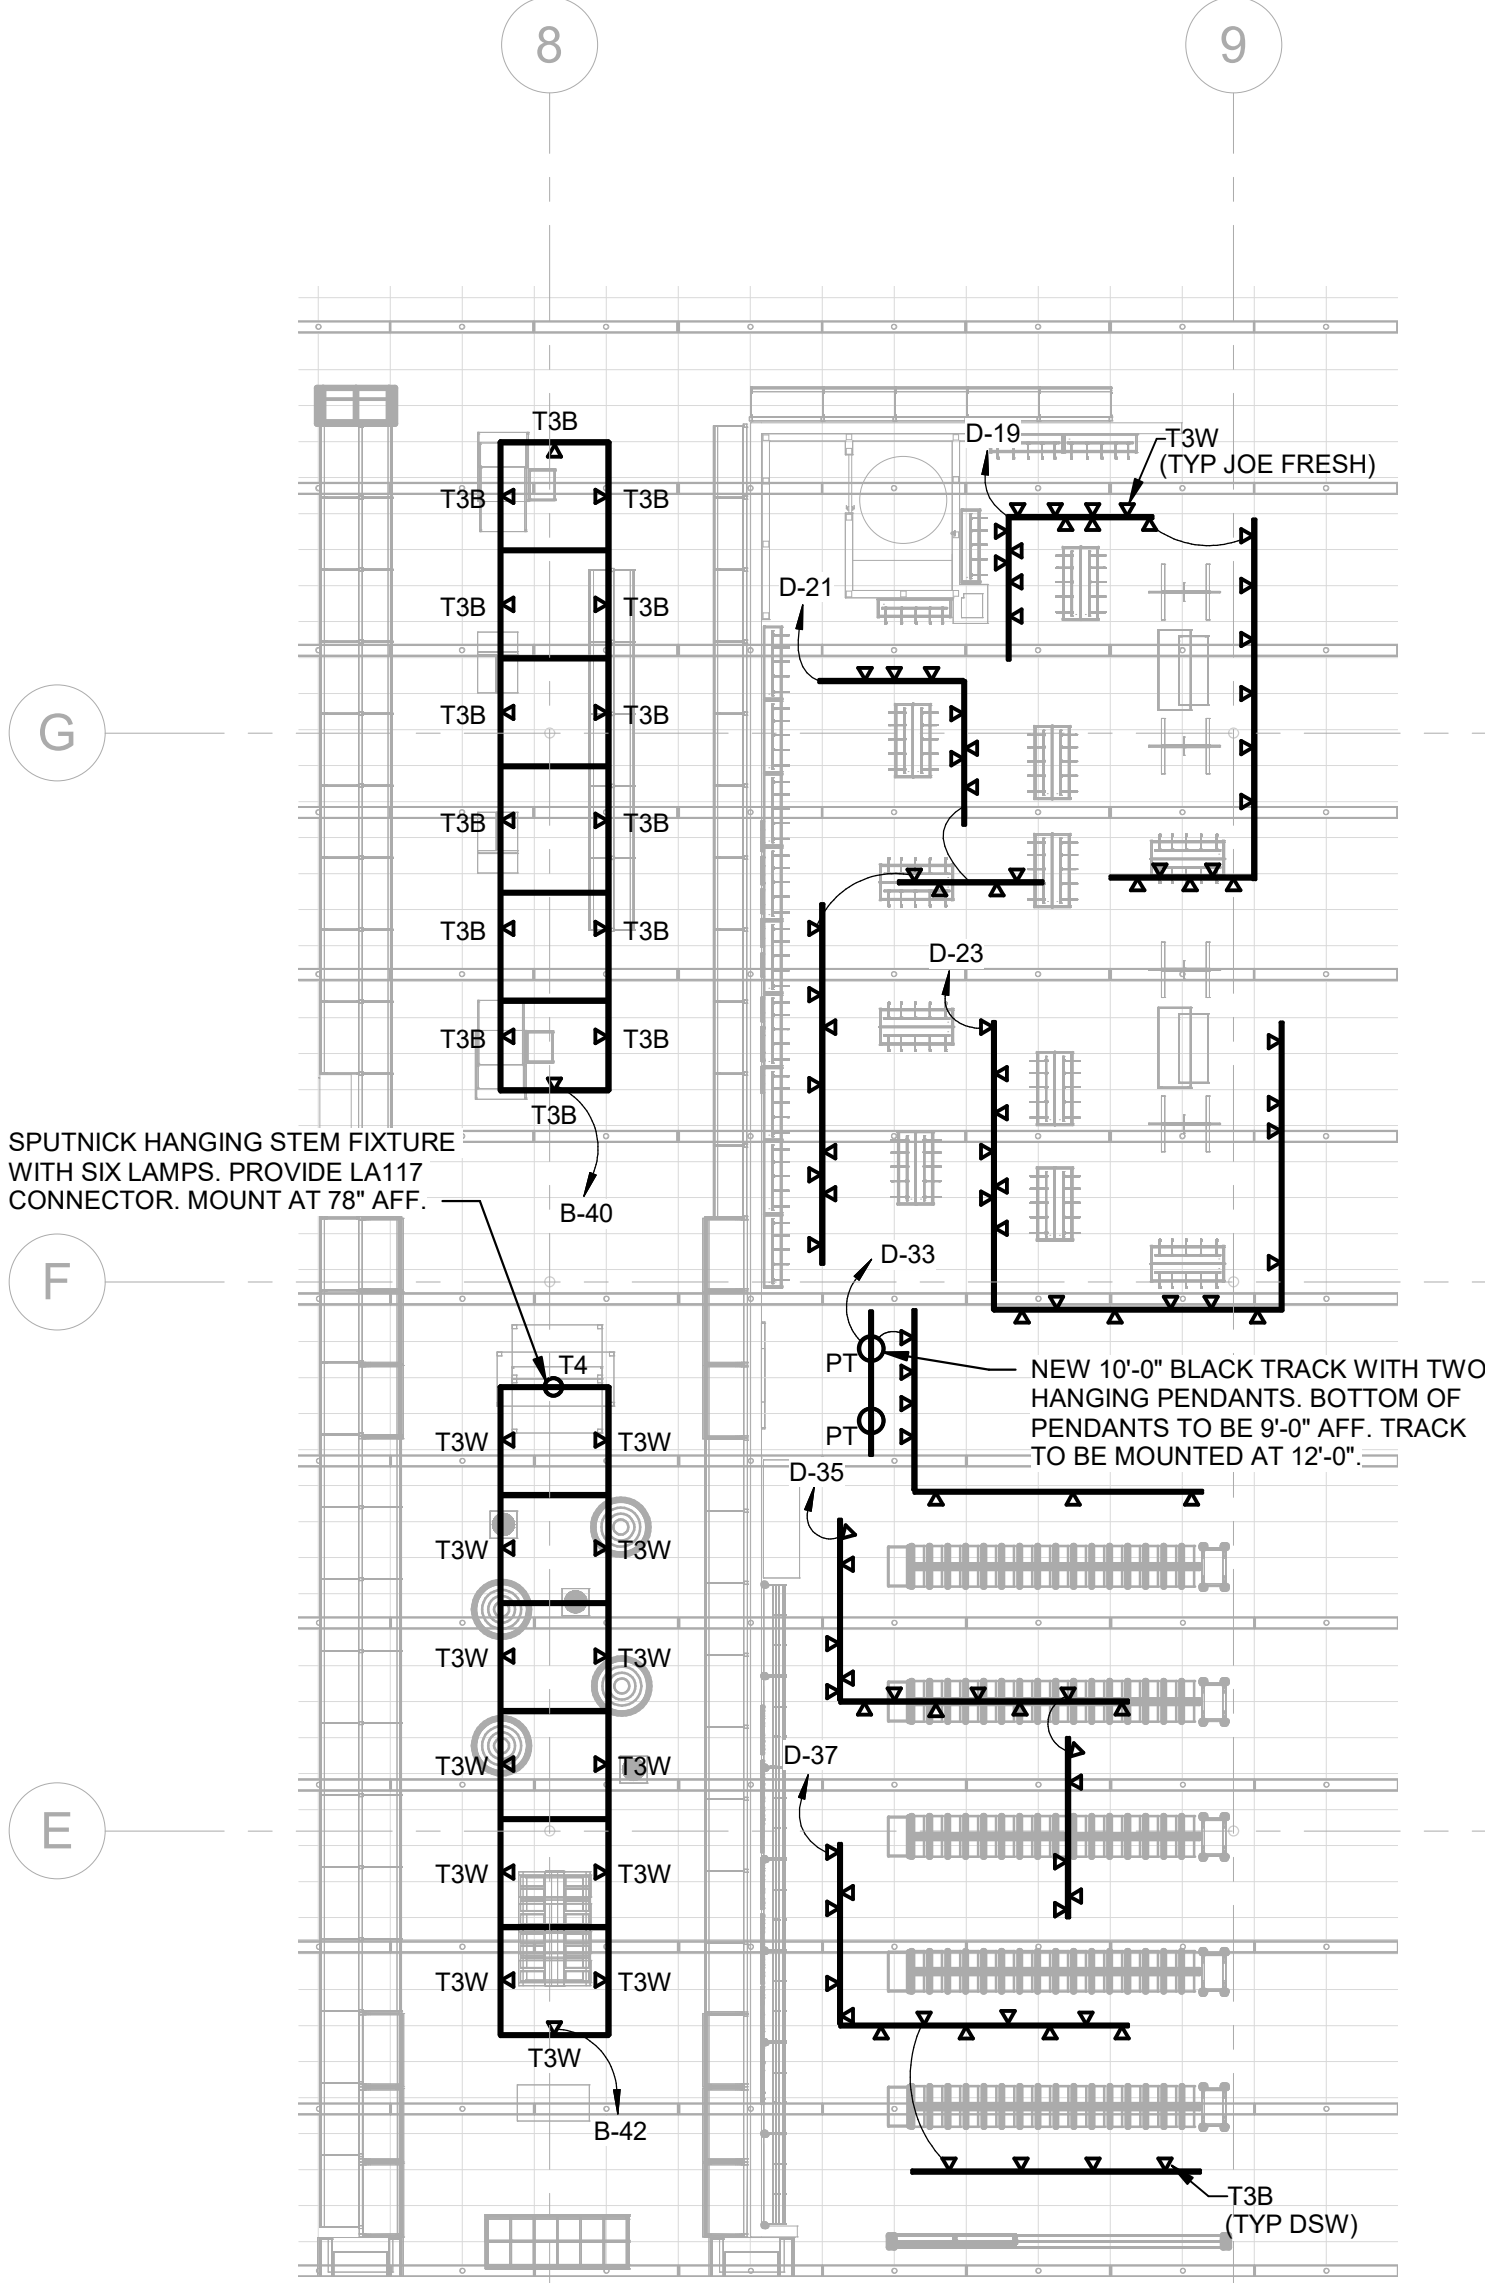 8
9
T3B
D-19
T3W
(TYP JOE FRESH)
T3B
T3B
D-21
T3B
T3B
G
T3B
T3B
T3B
T3B
T3B
T3B
D-23
T3B
T3B
T3B
SPUTNICK HANGING STEM FIXTURE
WITH SIX LAMPS. PROVIDE LA117
CONNECTOR. MOUNT AT 78" AFF.
B-40
F
D-33
T4
PT
NEW 10'-0" BLACK TRACK WITH TWO
HANGING PENDANTS. BOTTOM OF
PENDANTS TO BE 9'-0" AFF. TRACK
TO BE MOUNTED AT 12'-0".
PT
T3W
T3W
D-35
T3W
T3W
T3W
T3W
D-37
T3W
T3W
E
T3W
T3W
T3W
T3W
T3W
B-42
T3B
(TYP DSW)